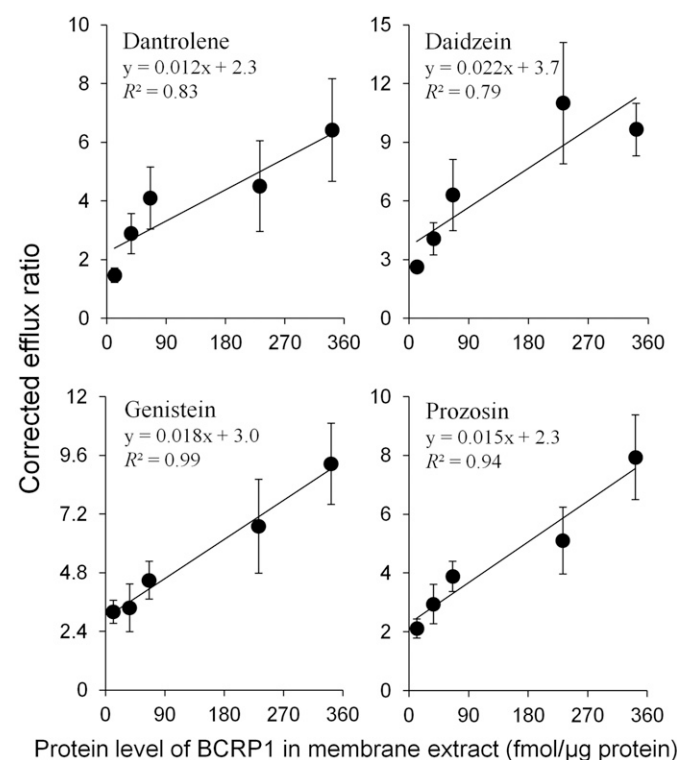 Corrected efflux ratio
Dantrolene
y = 0.012x + 2.3
R² = 0.83
10
8
6
4
2
0
0 90 180 270 360
Daidzein
y = 0.022x + 3.7
R² = 0.79
15
12
9
6
3
0
0 90 180 270 360
Genistein
y = 0.018x + 3.0
R² = 0.99
12
9.6
7.2
4.8
2.4
0
0 90 180 270 360
Prozosin
y = 0.015x + 2.3
R² = 0.94
10
8
6
4
2
0
0 90 180 270 360
Protein level of BCRP1 in membrane extract (fmol/µg protein)